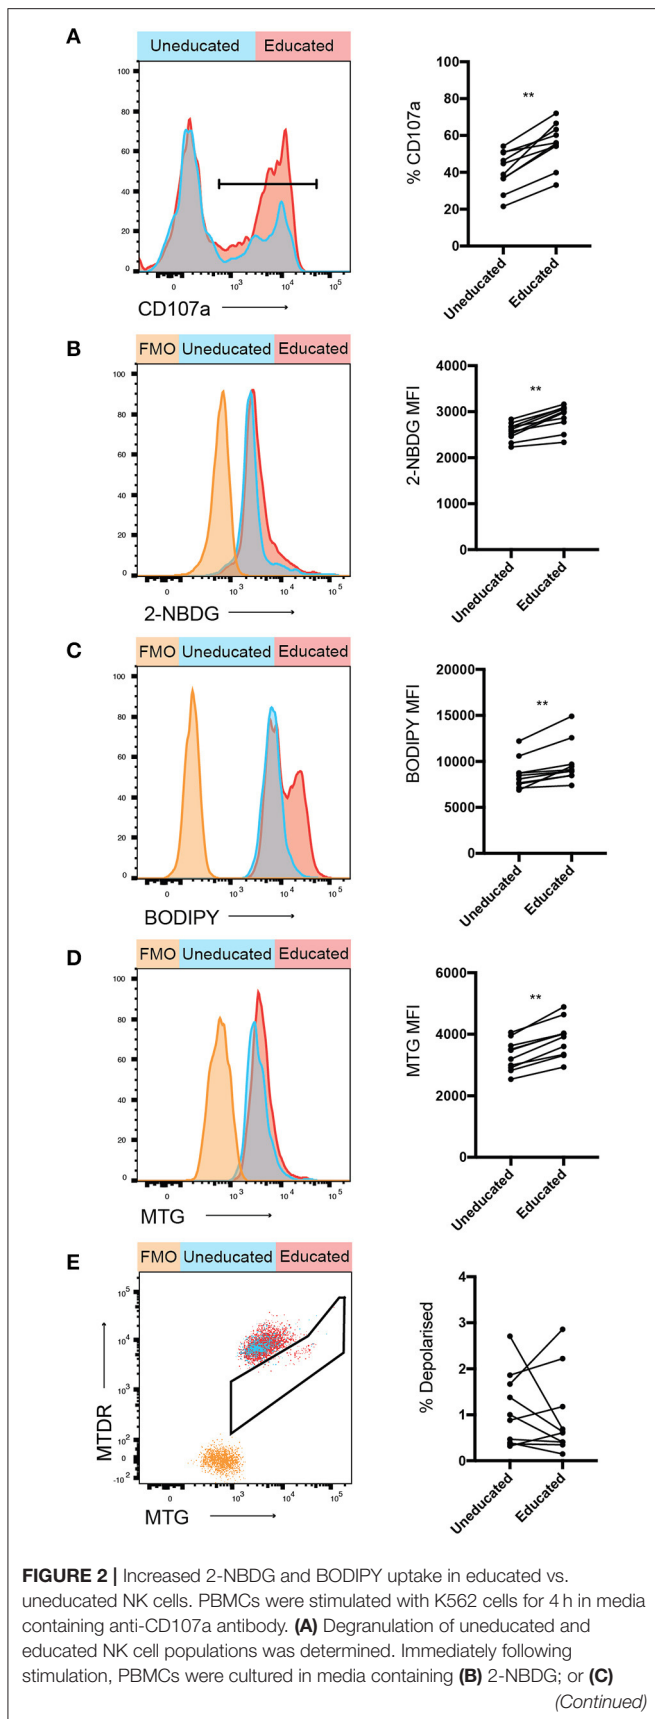 A
Uneducated Educated
100
80
60
40
20
0
0 10³ 10⁴ 10⁵
CD107a
% CD107a
100
80
60
40
20
0
**
Uneducated
Educated
B
FMO Uneducated Educated
100
80
60
40
20
0
0 10³ 10⁴ 10⁵
2-NBDG
2-NBDG MFI
4000
3000
2000
1000
0
**
Uneducated
Educated
C
FMO Uneducated Educated
100
80
60
40
20
0
0 10³ 10⁴ 10⁵
BODIPY
BODIPY MFI
20000
15000
10000
5000
0
**
Uneducated
Educated
D
FMO Uneducated Educated
100
80
60
40
20
0
0 10³ 10⁴ 10⁵
MTG
MTG MFI
6000
4000
2000
0
**
Uneducated
Educated
E
FMO Uneducated Educated
MTDR
10⁵
10⁴
10³
10²
0
-10²
0 10³ 10⁴ 10⁵
MTG
% Depolarised
4
3
2
1
0
Uneducated
Educated
FIGURE 2 | Increased 2-NBDG and BODIPY uptake in educated vs.
uneducated NK cells. PBMCs were stimulated with K562 cells for 4 h in media
containing anti-CD107a antibody. (A) Degranulation of uneducated and
educated NK cell populations was determined. Immediately following
stimulation, PBMCs were cultured in media containing (B) 2-NBDG; or (C)
(Continued)